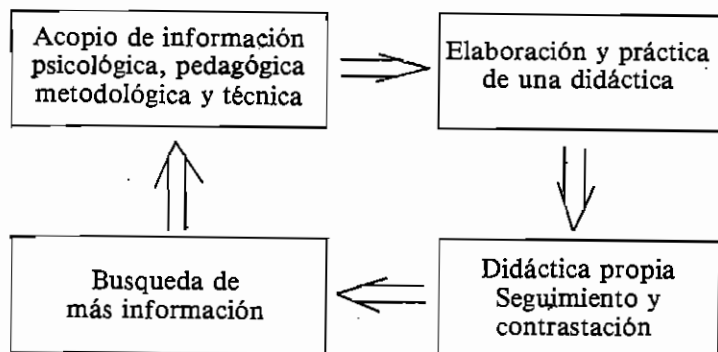 Acopio de información
psicológica, pedagógica
metodológica y técnica
Elaboración y práctica
de una didáctica
Didáctica propia
Seguimiento y
contrastación
Busqueda de
más información